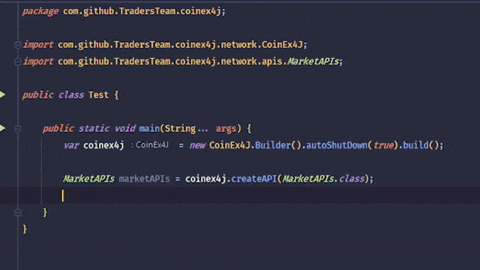 package com.github.TradersTeam.coinex4j;
import com.github.TradersTeam.coinex4j.network.CoinEx4J;
import com.github.TradersTeam.coinex4j.network.apis.MarketAPIs;
public class Test {
public static void main(String... args) {
var coinex4j : CoinEx4J = new CoinEx4J.Builder().autoShutDown(true).build();
MarketAPIs marketAPIs = coinex4j.createAPI(MarketAPIs.class);
}
}